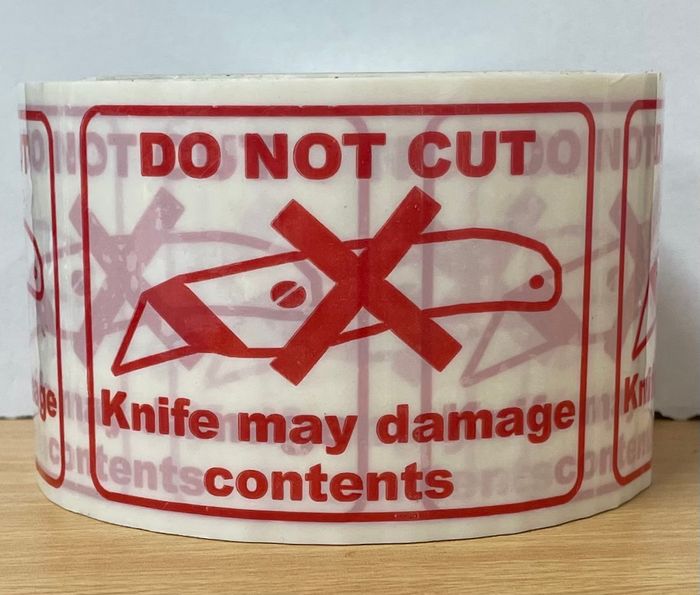 DO NOT CUT
Knife may damage
contents